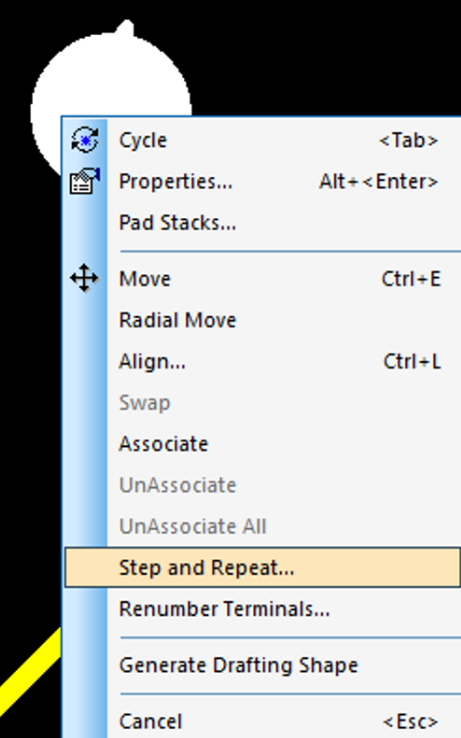 Cycle <Tab>
Properties... Alt+<Enter>
Pad Stacks...
Move Ctrl+E
Radial Move
Align... Ctrl+L
Swap
Associate
UnAssociate
UnAssociate All
Step and Repeat...
Renumber Terminals...
Generate Drafting Shape
Cancel <Esc>